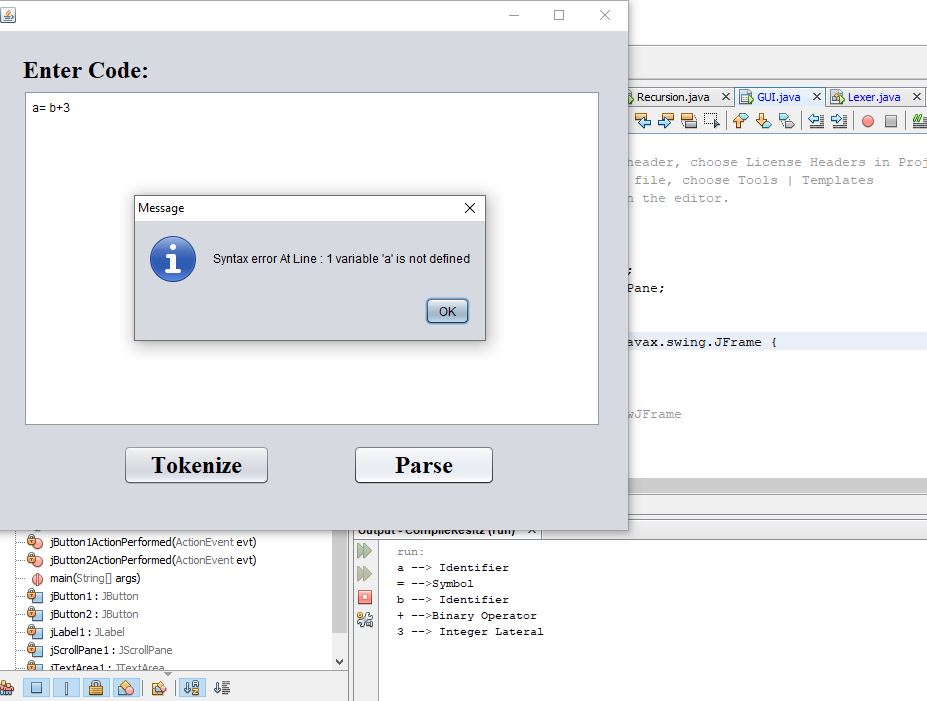 Enter Code:
a= b+3
Message
Syntax error At Line : 1 variable 'a' is not defined
OK
Tokenize
Parse
Recursion.java
GUI.java
Lexer.java
header, choose License Headers in Proj
file, choose Tools | Templates
n the editor.
;
Pane;
avax.swing.JFrame {
wJFrame
jButton1ActionPerformed(ActionEvent evt)
jButton2ActionPerformed(ActionEvent evt)
main(String[] args)
jButton1 : JButton
jButton2 : JButton
jLabel1 : JLabel
jScrollPane1 : JScrollPane
jTextArea1 : JTextArea
Output - CompileResit2 (run)
run:
a --> Identifier
= -->Symbol
b --> Identifier
+ -->Binary Operator
3 --> Integer Lateral